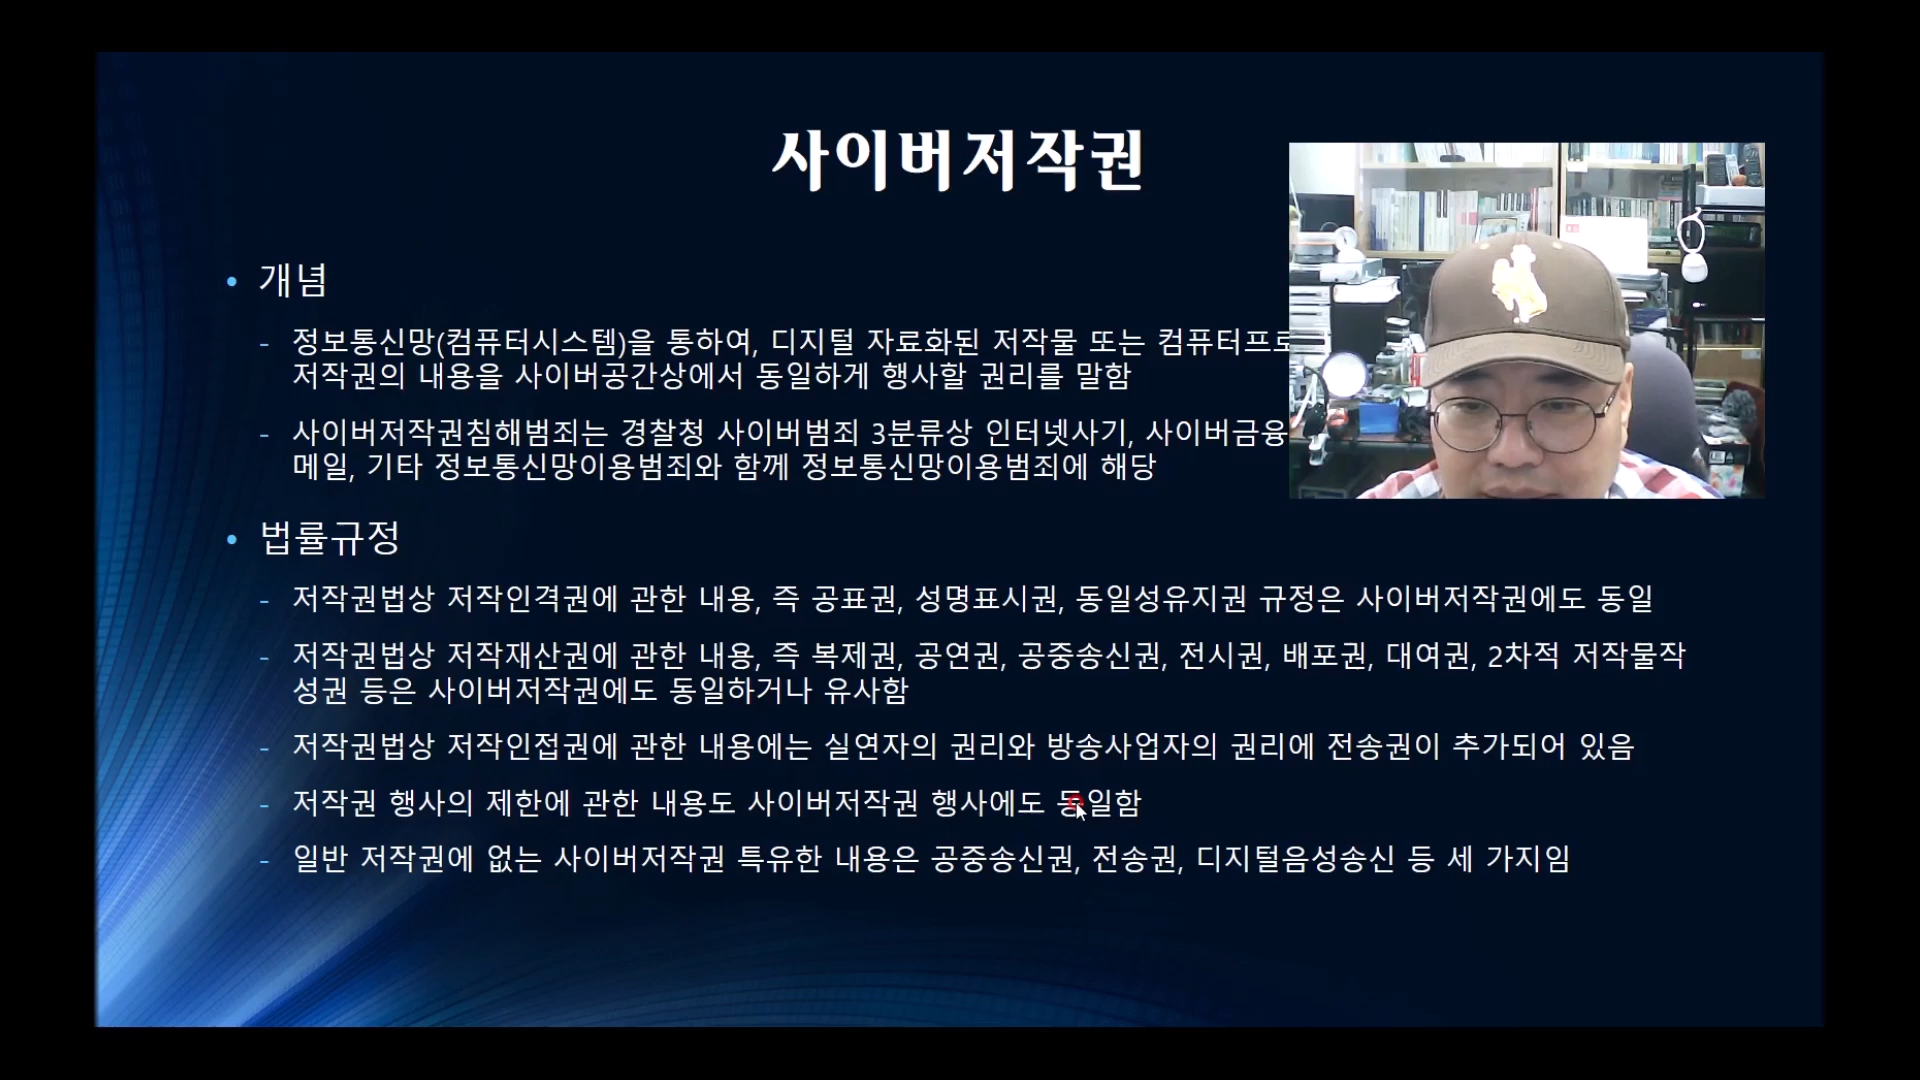 사이버저작권
• 개념
- 정보통신망(컴퓨터시스템)을 통하여, 디지털 자료화된 저작물 또는
저작권의 내용을 사이버공간상에서 동일하게 행사할 권리를 말함
- 사이버저작권침해범죄는 경찰청 사이버범죄 3분류상 인터넷사기, 사이버금융
메일, 기타 정보통신망이용범죄와 함께 정보통신망이용범죄에 해당
• 법률규정
- 저작권법상 저작인격권에 관한 내용, 즉 공표권, 성명표시권, 동일성유지권 규정은 사이버저작권에도 동일
- 저작권법상 저작재산권에 관한 내용, 즉 복제권, 공연권, 공중송신권, 전시권, 배포권, 대여권, 2차적 저작물작
성권 등은 사이버저작권에도 동일하거나 유사함
- 저작권법상 저작인접권에 관한 내용에는 실연자의 권리와 방송사업자의 권리에 전송권이 추가되어 있음
- 저작권 행사의 제한에 관한 내용도 사이버저작권 행사에도 동일함
- 일반 저작권에 없는 사이버저작권 특유한 내용은 공중송신권, 전송권, 디지털음성송신 등 세 가지임